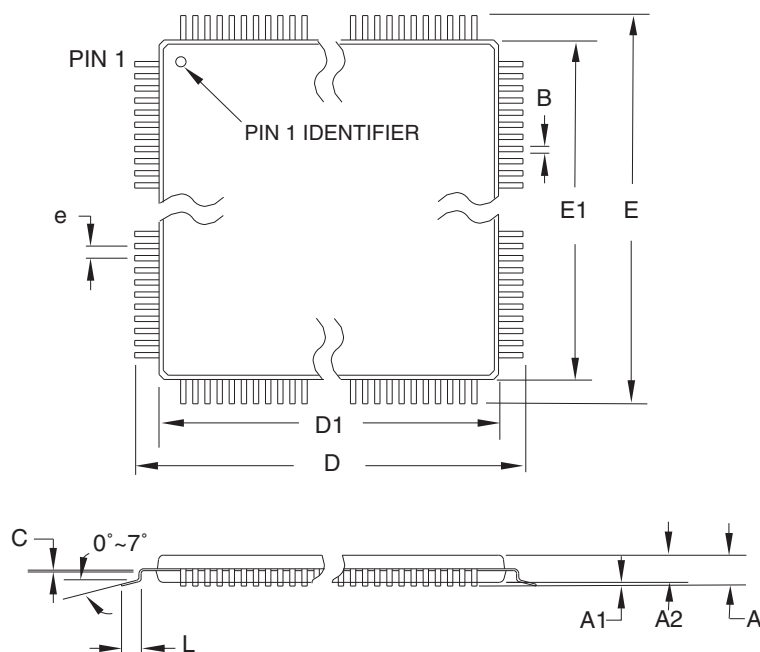 PIN 1
PIN 1 IDENTIFIER
B
e
E1
E
D1
D
C
0°~7°
L
A1
A2
A